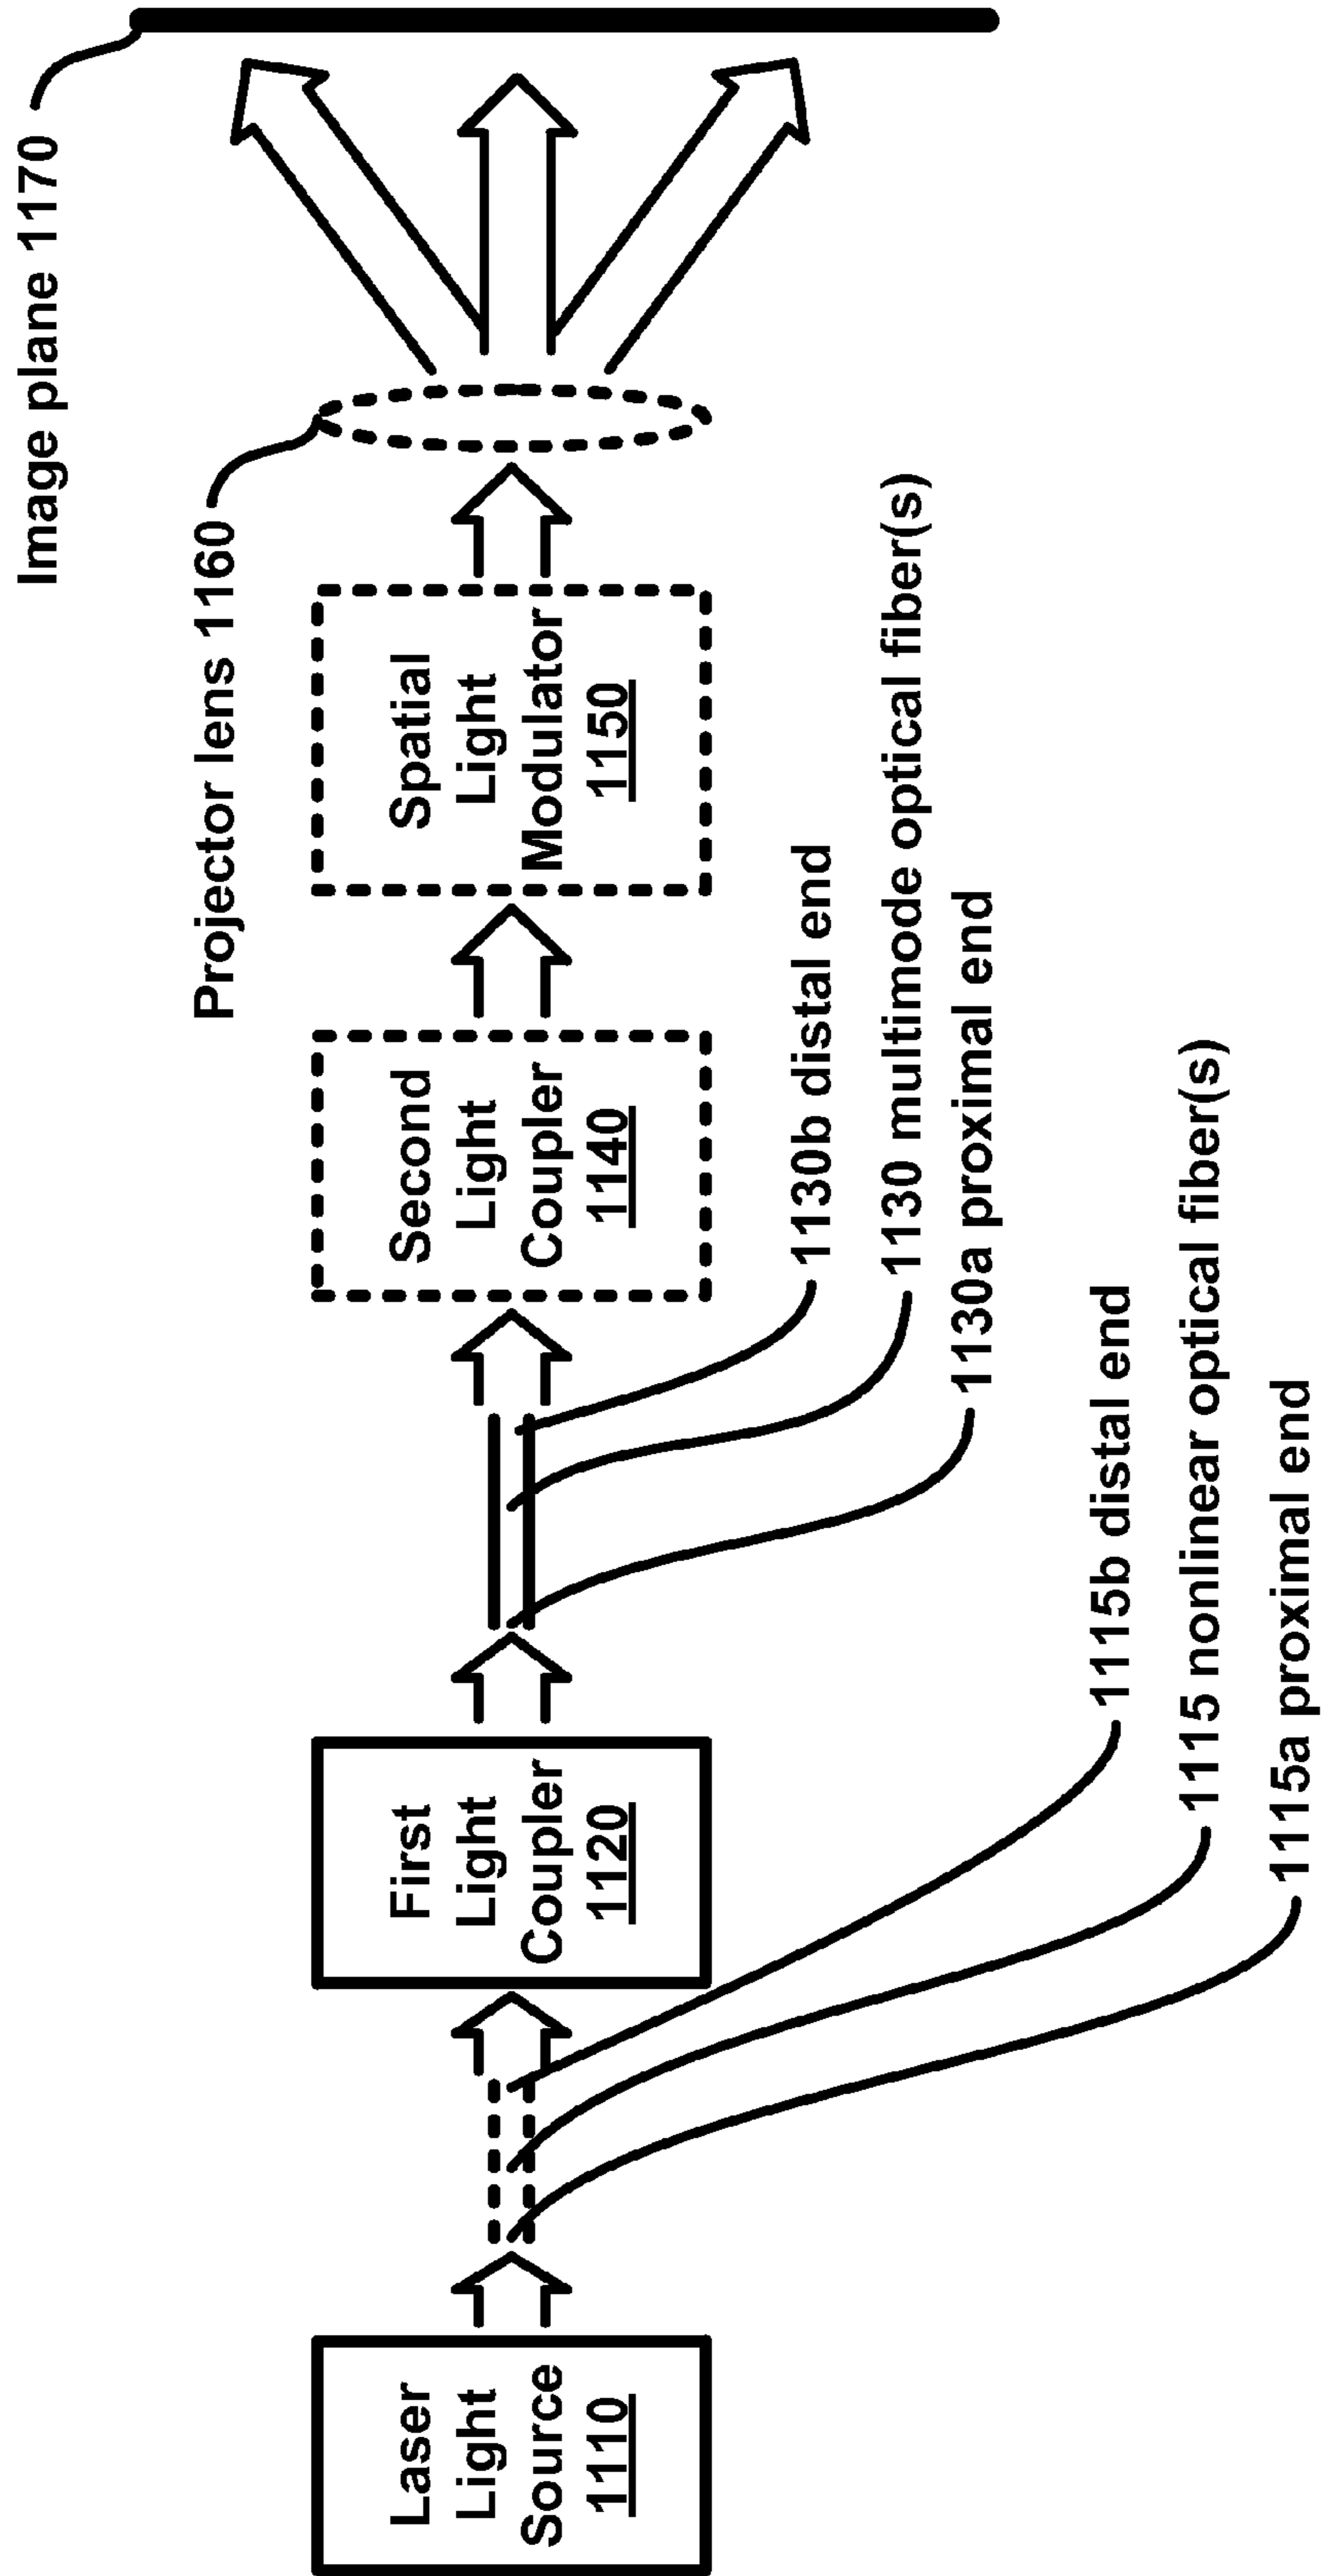 Image plane 1170
Projector lens 1160
Laser
Light
Source
1110
First
Light
Coupler
1120
Second
Light
Coupler
1140
Spatial
Light
Modulator
1150
1130b distal end
1130 multimode optical fiber(s)
1130a proximal end
1115b distal end
1115 nonlinear optical fiber(s)
1115a proximal end